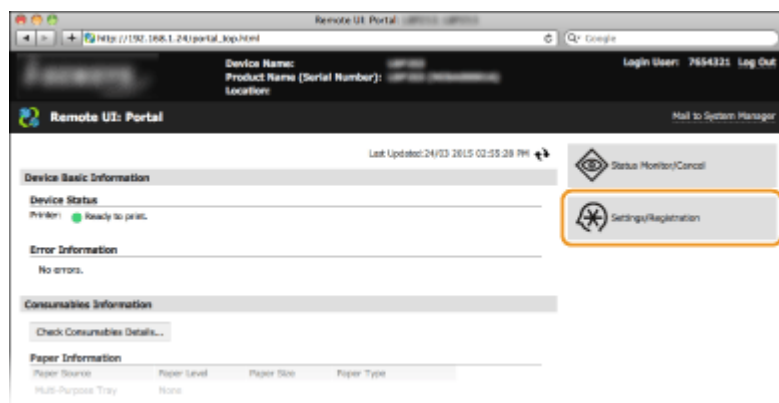 Remote UI: Portal
http://192.168.1.24/portal_top.html
Google
Device Name:
Product Name (Serial Number):
Location:
Login User: 7654321 Log Out
Remote UI: Portal
Mail to System Manager
Last Updated:24/03 2015 02:55:28 PM
Device Basic Information
Device Status
Printer: Ready to print.
Error Information
No errors.
Consumables Information
Check Consumables Details...
Paper Information
Paper Source Paper Level Paper Size Paper Type
Multi-Purpose Tray None
Status Monitor/Cancel
Settings/Registration